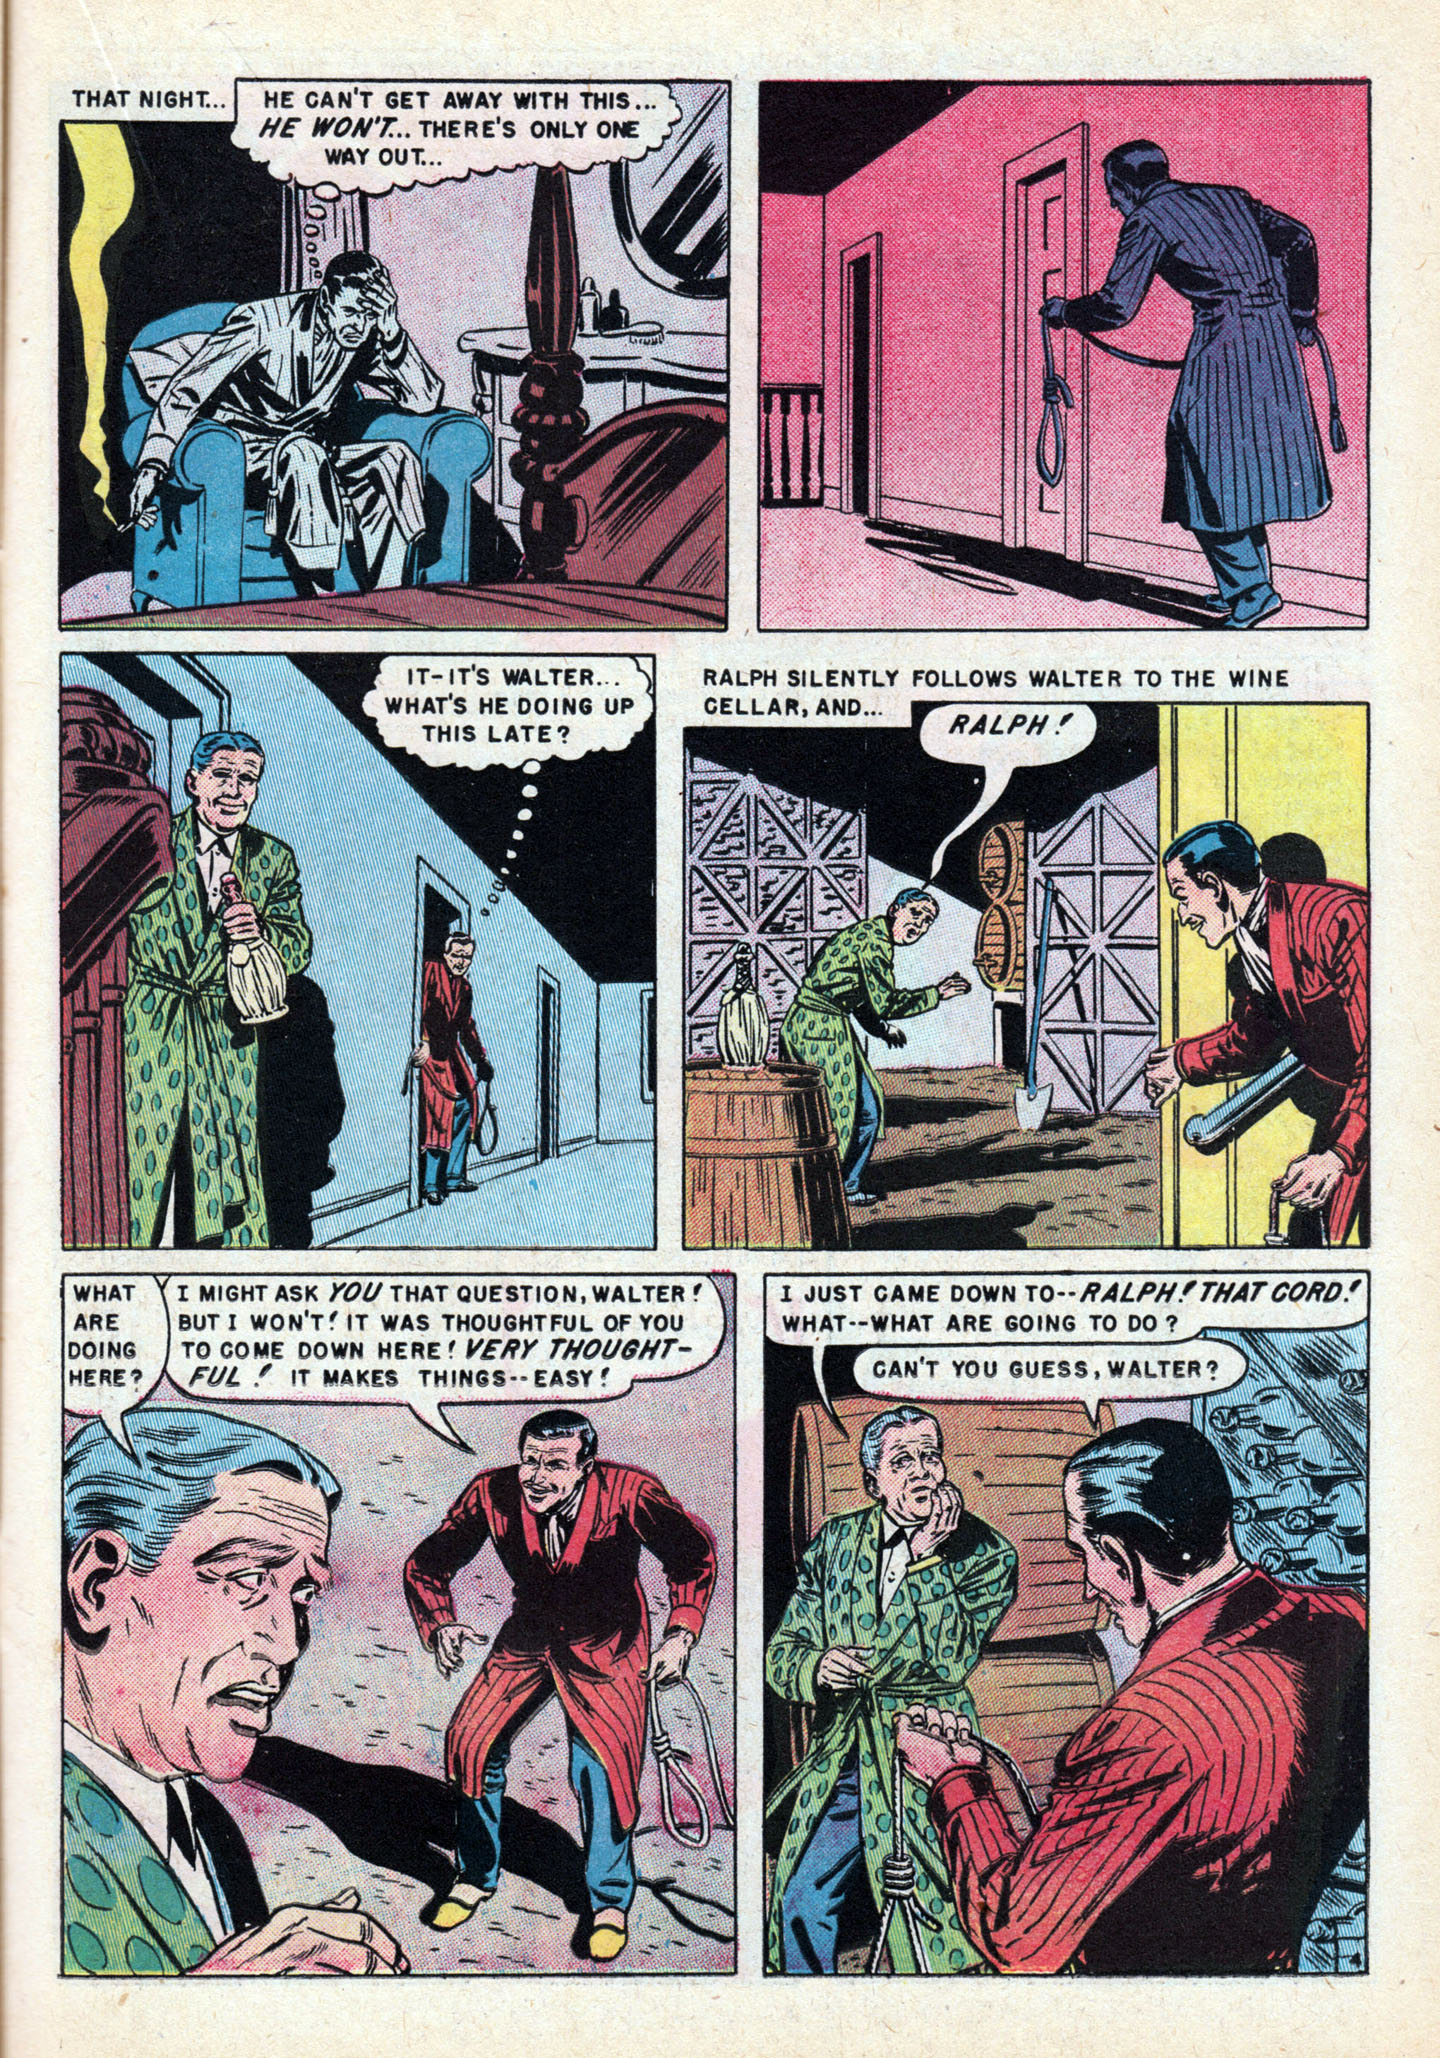 THAT NIGHT...
HE CAN'T GET AWAY WITH THIS...
HE WON'T... THERE'S ONLY ONE
WAY OUT...
IT-IT'S WALTER...
WHAT'S HE DOING UP
THIS LATE?
RALPH SILENTLY FOLLOWS WALTER TO THE WINE
CELLAR, AND...
RALPH!
WHAT
ARE
DOING
HERE?
I MIGHT ASK YOU THAT QUESTION, WALTER!
BUT I WON'T! IT WAS THOUGHTFUL OF YOU
TO COME DOWN HERE! VERY THOUGHT-
FUL! IT MAKES THINGS--EASY!
I JUST CAME DOWN TO--RALPH! THAT CORD!
WHAT--WHAT ARE GOING TO DO?
CAN'T YOU GUESS, WALTER?